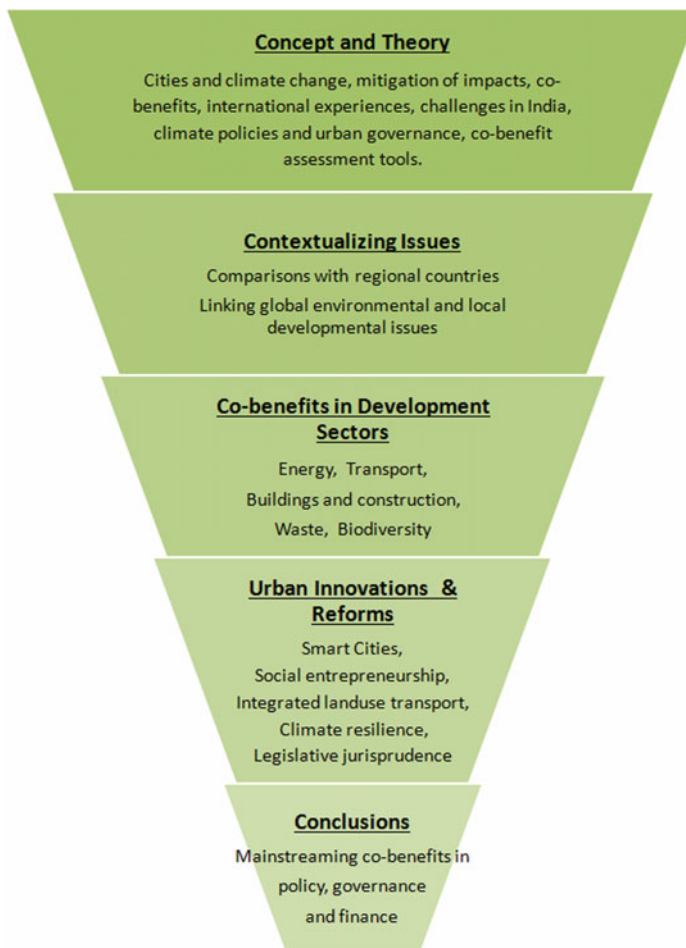 Concept and Theory
Cities and climate change, mitigation of impacts, co-
benefits, international experiences, challenges in India,
climate policies and urban governance, co-benefit
assessment tools.
Contextualizing Issues
Comparisons with regional countries
Linking global environmental and local
developmental issues
Co-benefits in Development
Sectors
Energy, Transport,
Buildings and construction,
Waste, Biodiversity
Urban Innovations &
Reforms
Smart Cities,
Social entrepreneurship,
Integrated landuse transport,
Climate resilience,
Legislative jurisprudence
Conclusions
Mainstreaming co-benefits in
policy, governance
and finance